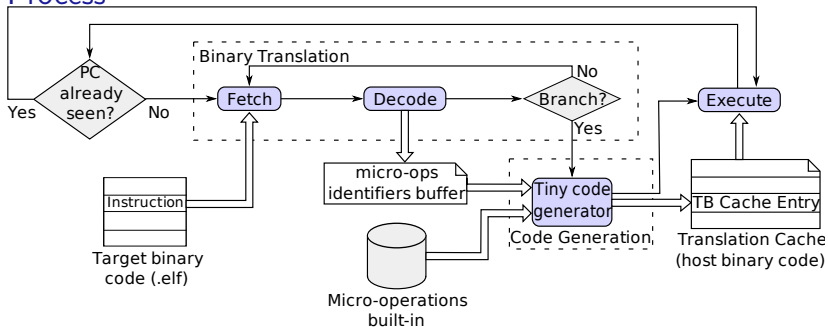 Process
Binary Translation
PC
already
seen?
Yes
No
Fetch
Decode
No
Branch?
Yes
Execute
micro-ops
identifiers buffer
Instruction
Target binary
code (.elf)
Tiny code
generator
Code Generation
TB Cache Entry
Translation Cache
(host binary code)
Micro-operations
built-in